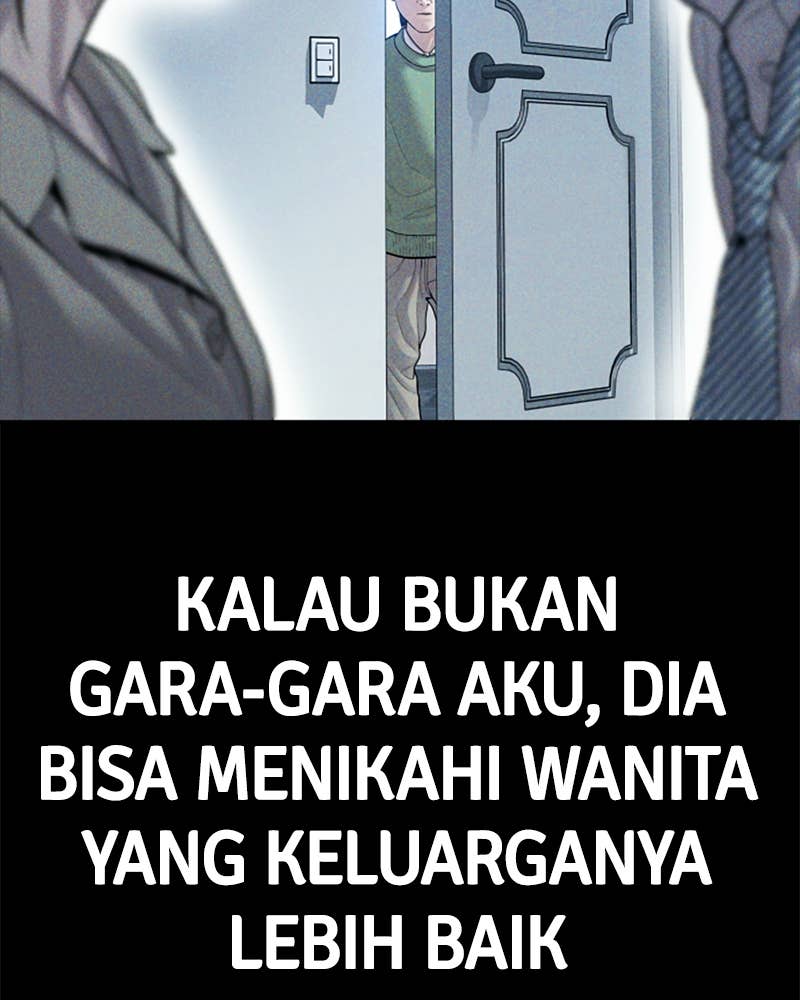 KALAU BUKAN
GARA-GARA AKU, DIA
BISA MENIKAHI WANITA
YANG KELUARGANYA
LEBIH BAIK